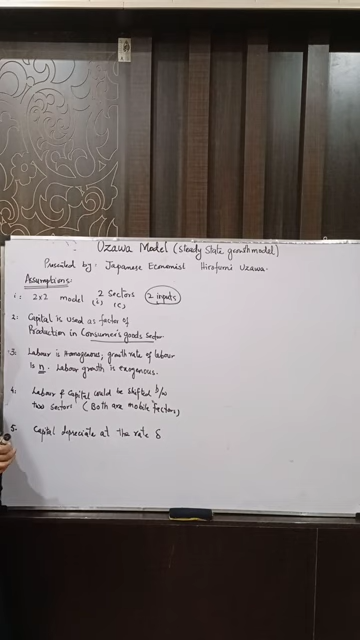 Uzawa Model (steady state growth model)
Presented by: Japanese Economist Hirofumi Uzawa.
Assumptions:
1: 2x2 model 2 Sectors 2 inputs
(i) (c)
2: Capital is used as factor of
Production in Consumer's goods sector
3: Labour is Homogenous, growth rate of labour
is n. Labour growth is exogenous.
4: Labour & Capital could be shifted b/w
two sectors (Both are mobile factors)
5. Capital depreciate at the rate δ